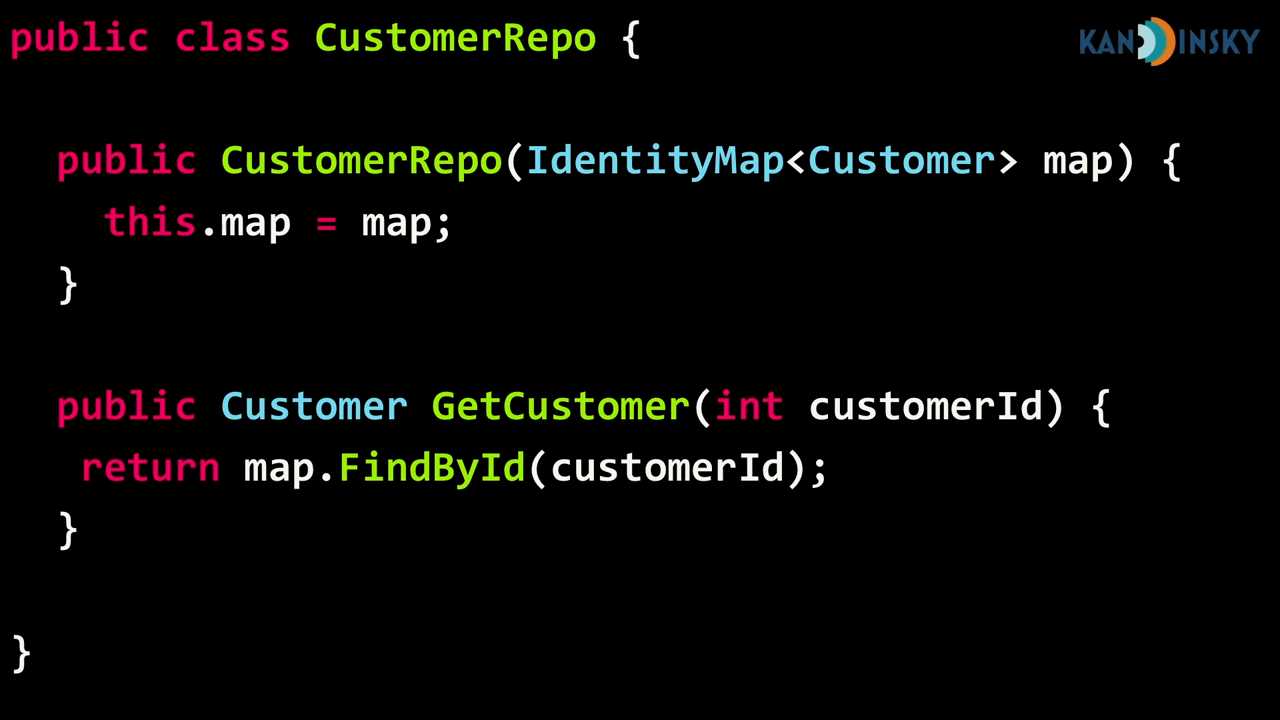 public class CustomerRepo {
KANDINSKY
public CustomerRepo(IdentityMap<Customer> map) {
this.map = map;
}
public Customer GetCustomer(int customerId) {
return map.FindById(customerId);
}
}